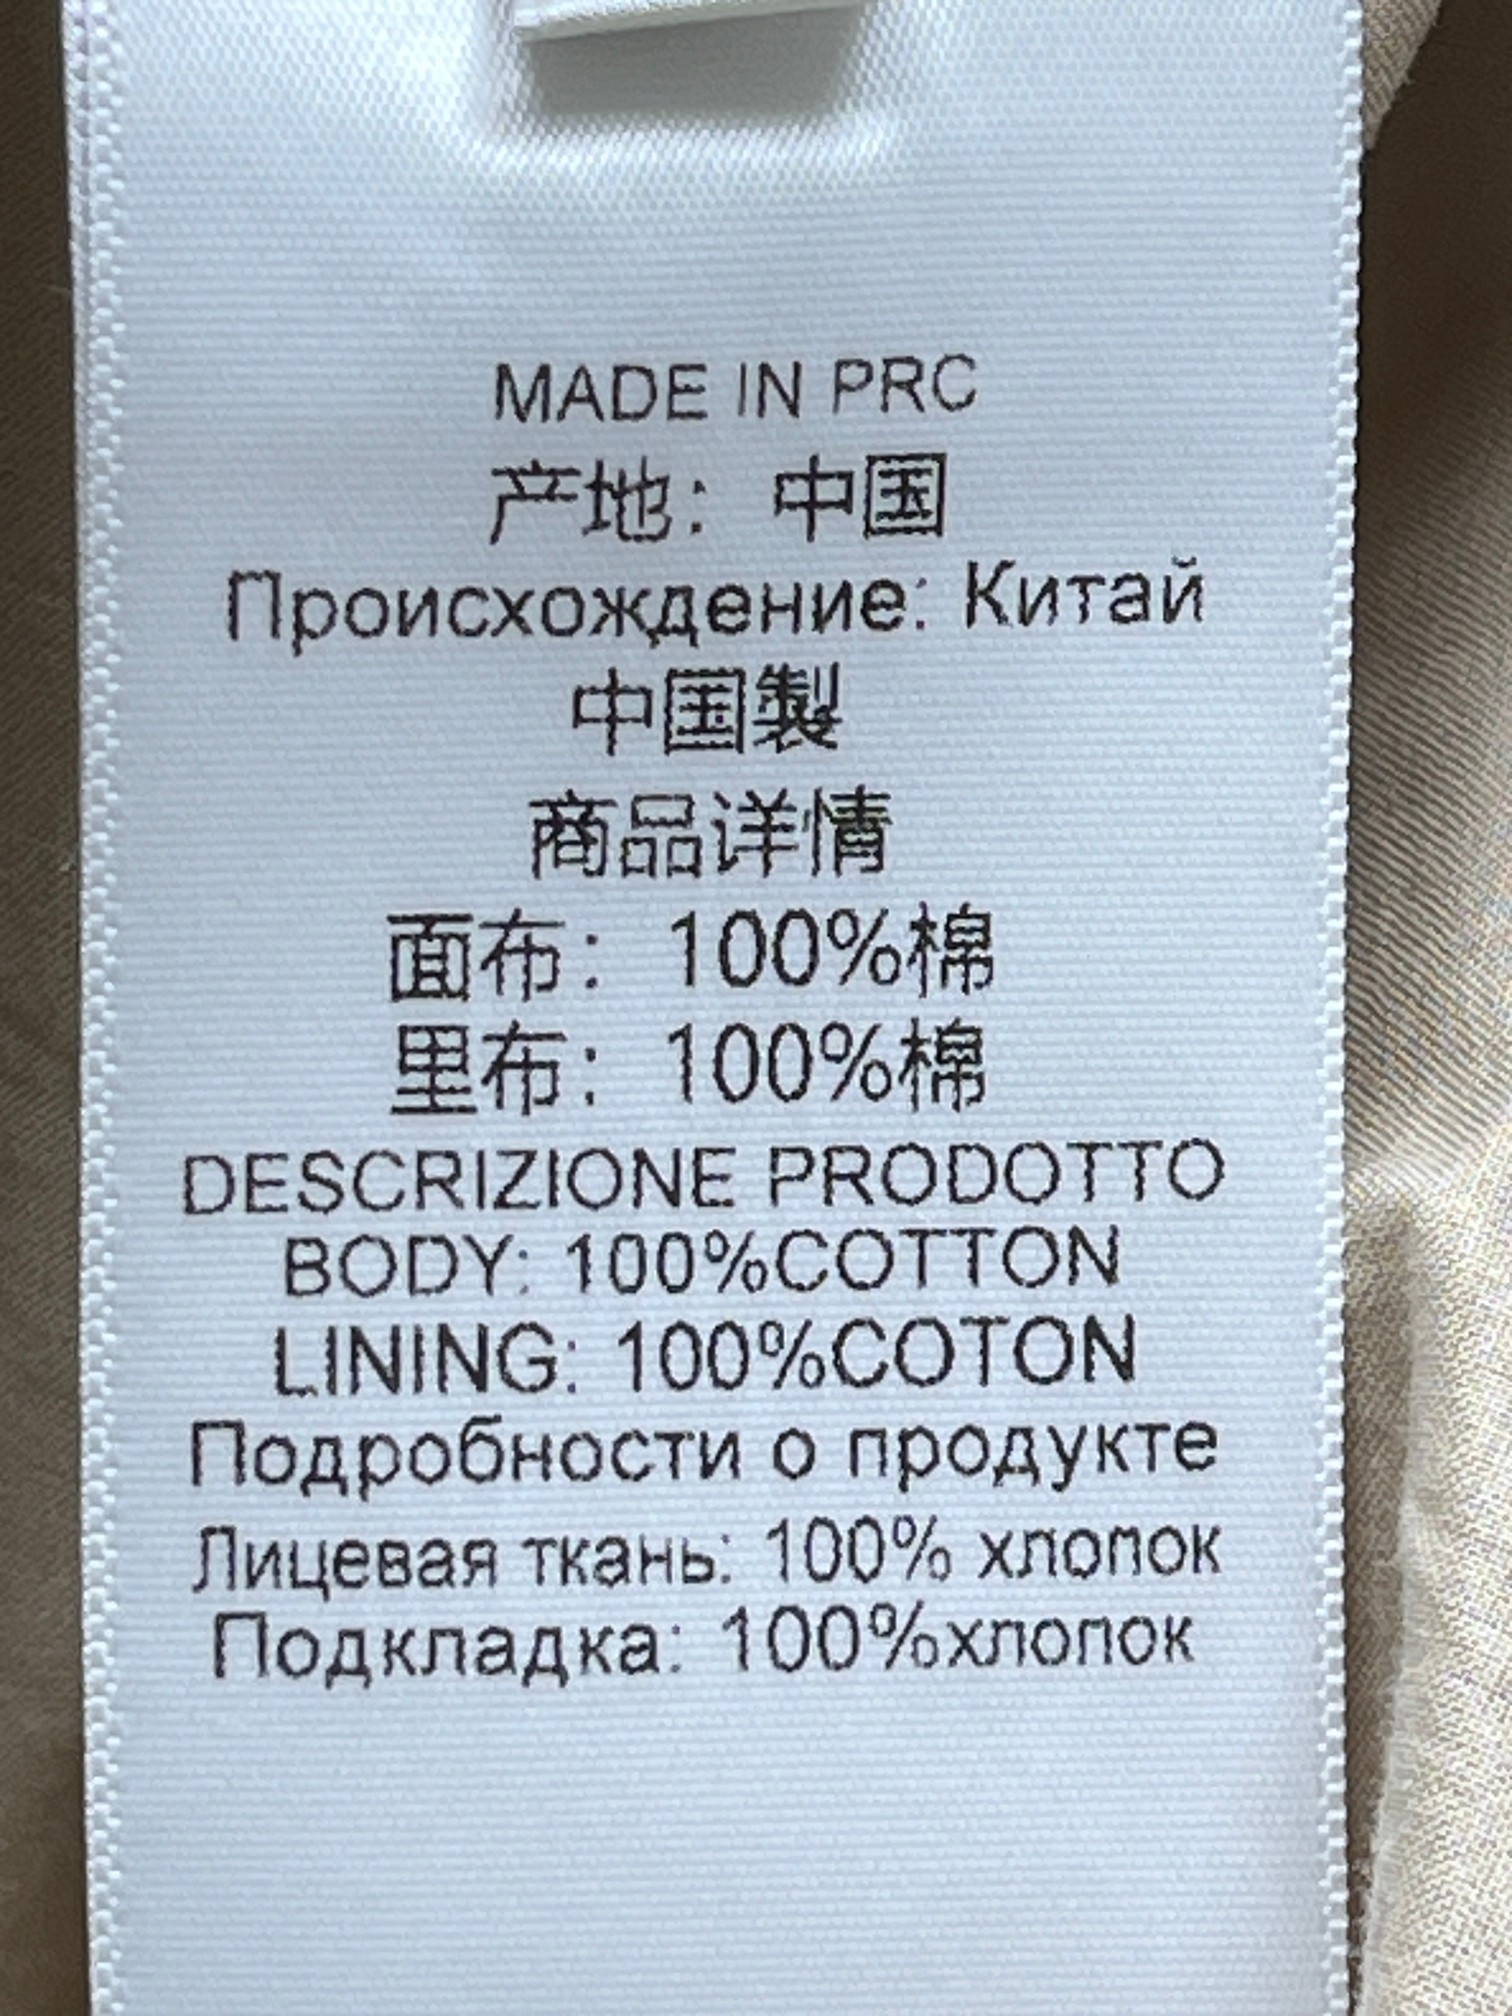 MADE IN PRC
产地：中国
Происхождение: Китай
中国製
商品详情
面布：100%棉
里布：100%棉
DESCRIZIONE PRODOTTO
BODY: 100%COTTON
LINING: 100%COTON
Подробности о продукте
Лицевая ткань: 100% хлопок
Подкладка: 100%хлопок